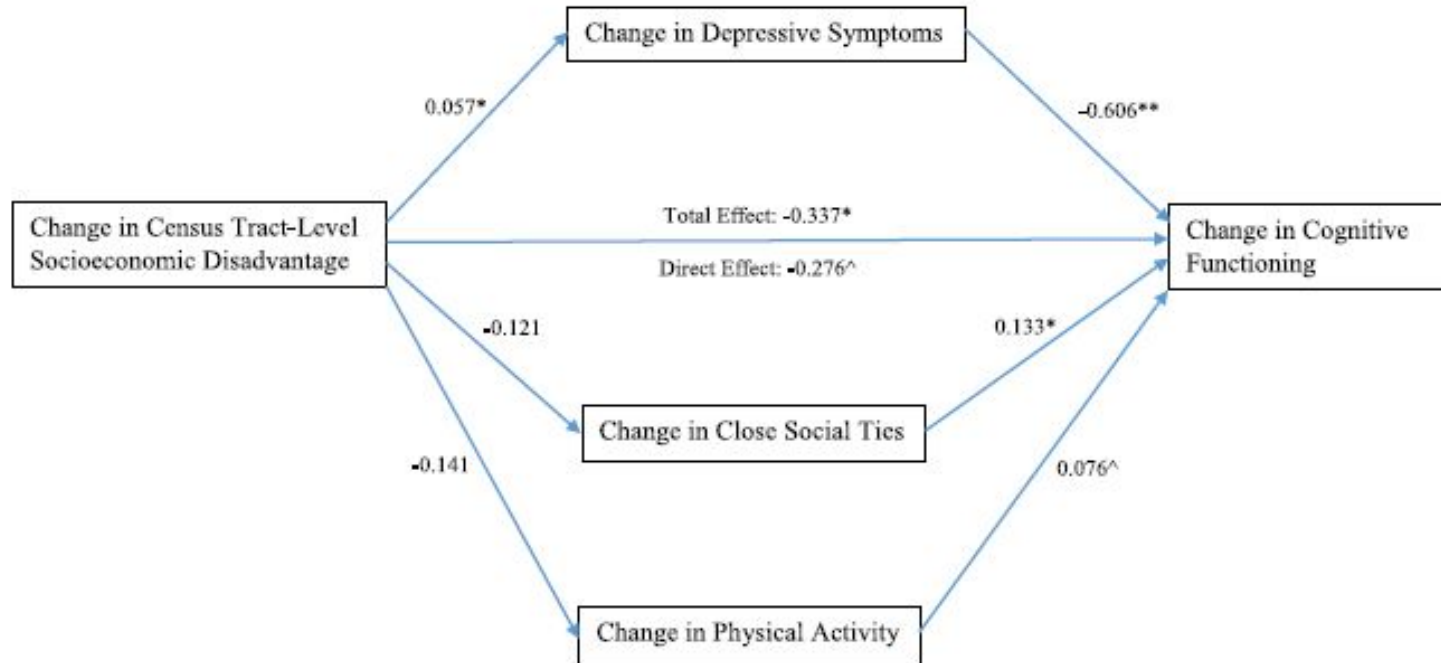 Change in Depressive Symptoms
0.057*
-0.606**
Change in Census Tract-Level
Socioeconomic Disadvantage
Total Effect: -0.337*
Direct Effect: -0.276^
Change in Cognitive
Functioning
-0.121
0.133*
Change in Close Social Ties
-0.141
0.076^
Change in Physical Activity